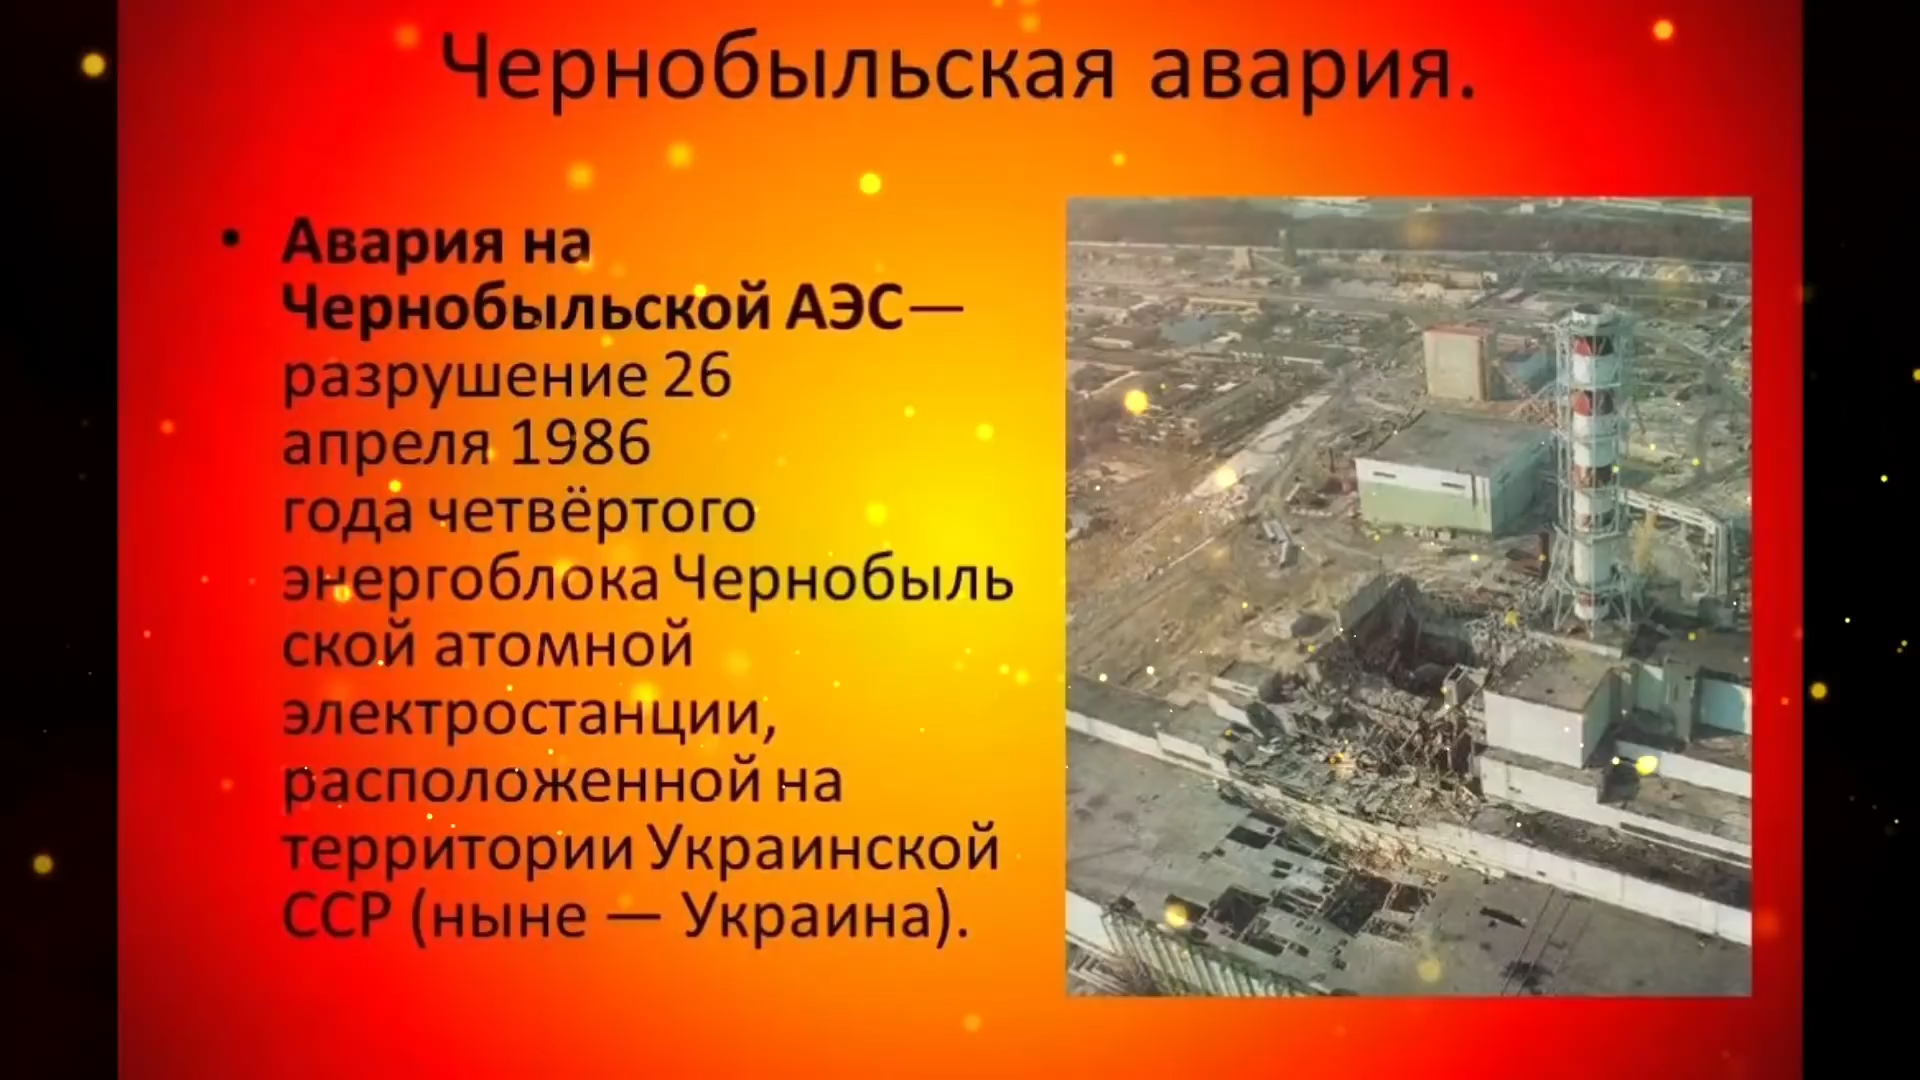 Чернобыльская авария.
• Авария на
Чернобыльской АЭС—
разрушение 26
апреля 1986
года четвёртого
энергоблока Чернобыль
ской атомной
электростанции,
расположенной на
территории Украинской
ССР (ныне — Украина).